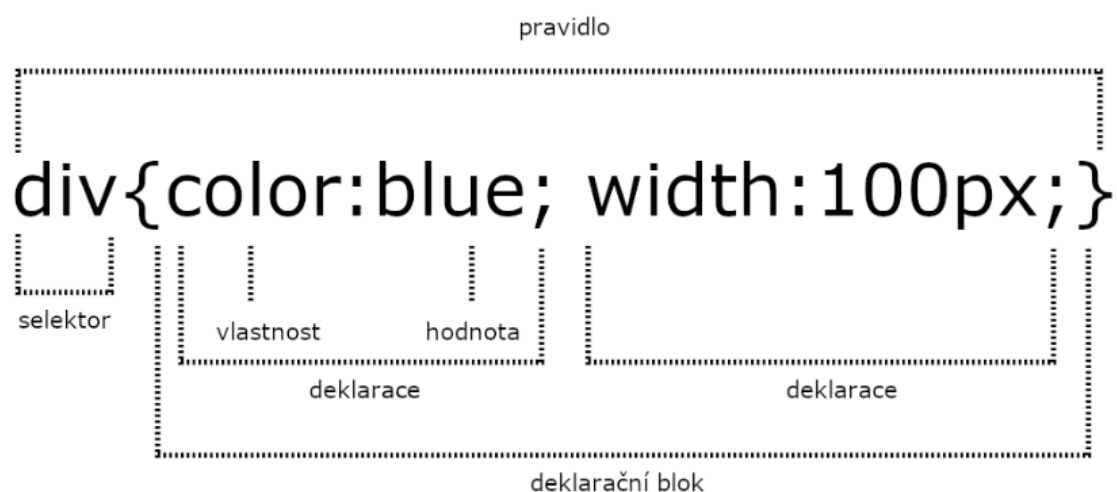 pravidlo
div{color:blue; width:100px;}
selektor
vlastnost hodnota
deklarace deklarace
deklarační blok